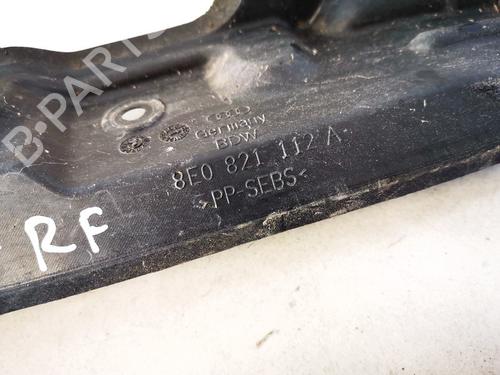 B-PARTS
Germany
BDW
8E0 821 112 A
>PP-SEBS<
RF